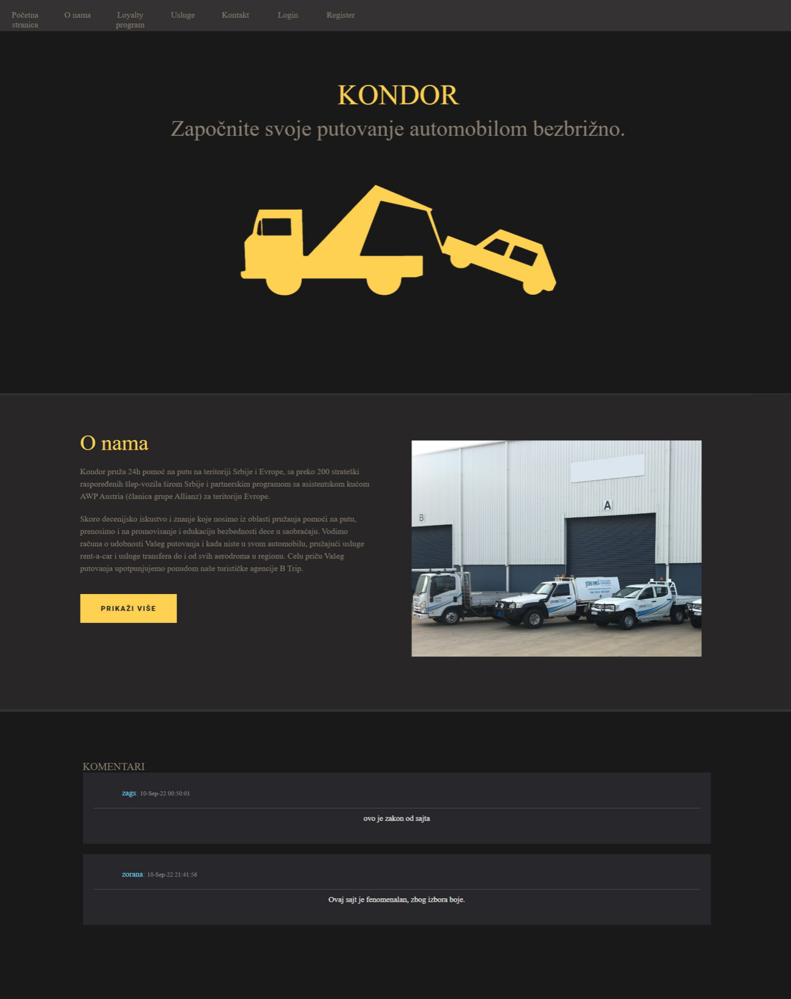 Početna
stranica
O nama
Loyalty
program
Usluge
Kontakt
Login
Register
KONDOR
Započnite svoje putovanje automobilom bezbrižno.
O nama
Kondor pruža 24h pomoć na putu na teritoriji Srbije i Evrope, sa preko 200 strateški
raspoređenih šlep-vozila širom Srbije i partnerskim programom sa asistentskom kućom
AWP Austria (članica grupe Allianz) za teritoriju Evrope.
Skoro decenijsko iskustvo i znanje koje nosimo iz oblasti pružanja pomoći na putu,
prenosimo i na promovisanje i edukaciju bezbednosti dece u saobraćaju. Vodimo
računa o udobnosti Vašeg putovanja i kada niste u svom automobilu, pružajući usluge
rent-a-car i usluge transfera do i od svih aerodroma u regionu. Celu priču Vašeg
putovanja upotpunjujemo ponudom naše turističke agencije B Trip.
PRIKAŽI VIŠE
B
A
KOMENTARI
zags: 10-Sep-22 00:50:01
ovo je zakon od sajta
zorana: 10-Sep-22 21:41:56
Ovaj sajt je fenomenalan, zbog izbora boje.